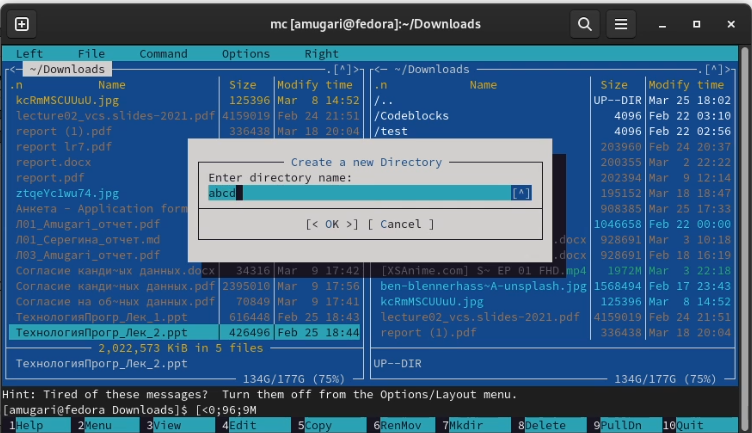 mc [amugari@fedora]:~/Downloads
Left File Command Options Right
<— ~/Downloads .[^]>
.n Name Size Modify time
kcRmMSCUUuU.jpg 125396 Mar 8 14:52
lecture02_vcs.slides-2021.pdf 4159019 Feb 24 21:51
report (1).pdf 336438 Mar 18 20:04
report lr7.pdf
report.docx
report.pdf
ztqeYc1wu74.jpg
Анкета - Application form
Л01_Amugari_отчет.pdf
Л01_Серегина_отчет.md
Л03_Amugari_отчет.pdf
Согласие канди~ых данных.docx 34316 Mar 9 17:42
Согласие канди~ых данных.pdf 2395010 Mar 9 17:56
Согласие на об~ных данных.pdf 70849 Mar 9 17:41
ТехнологияПрогр_Лек_1.ppt 616448 Feb 25 18:43
ТехнологияПрогр_Лек_2.ppt 426496 Feb 25 18:44
2,022,573 KiB in 5 files
ТехнологияПрогр_Лек_2.ppt
134G/177G (75%)
<— ~/Downloads .[^]>
.n Name Size Modify time
/.. UP--DIR Mar 25 18:02
/Codeblocks 4096 Feb 22 03:10
/test 4096 Feb 22 02:56
203960 Feb 24 20:37
200355 Mar 2 22:22
202394 Mar 9 12:14
195152 Mar 18 18:47
908385 Mar 25 17:33
1046658 Feb 22 00:00
.docx 928691 Mar 3 10:18
.docx 928691 Feb 18 16:19
[XSAnime.com] S~ EP 01 FHD.mp4 1972M Mar 3 22:18
ben-blennerhass~A-unsplash.jpg 1568494 Feb 17 23:43
kcRmMSCUUuU.jpg 125396 Mar 8 14:52
lecture02_vcs.slides-2021.pdf 4159019 Feb 24 21:51
report (1).pdf 336438 Mar 18 20:04
UP--DIR
134G/177G (75%)
Create a new Directory
Enter directory name:
abcd [^]
[< OK >] [ Cancel ]
Hint: Tired of these messages? Turn them off from the Options/Layout menu.
[amugari@fedora Downloads]$ [<0;96;9M
1Help 2Menu 3View 4Edit 5Copy 6RenMov 7Mkdir 8Delete 9PullDn 10Quit